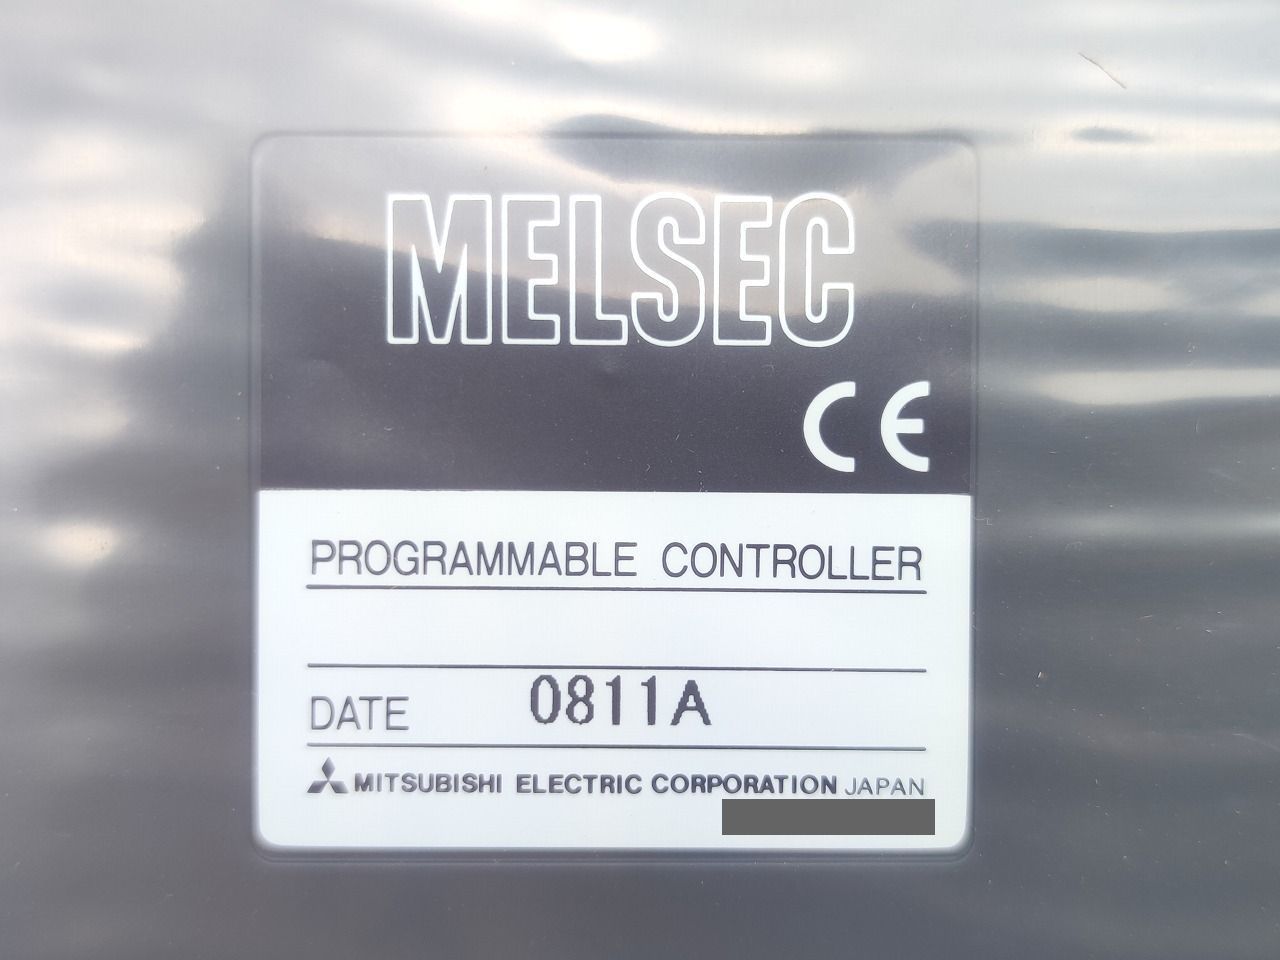 MELSEC
CE
PROGRAMMABLE CONTROLLER
DATE 0811A
MITSUBISHI ELECTRIC CORPORATION JAPAN